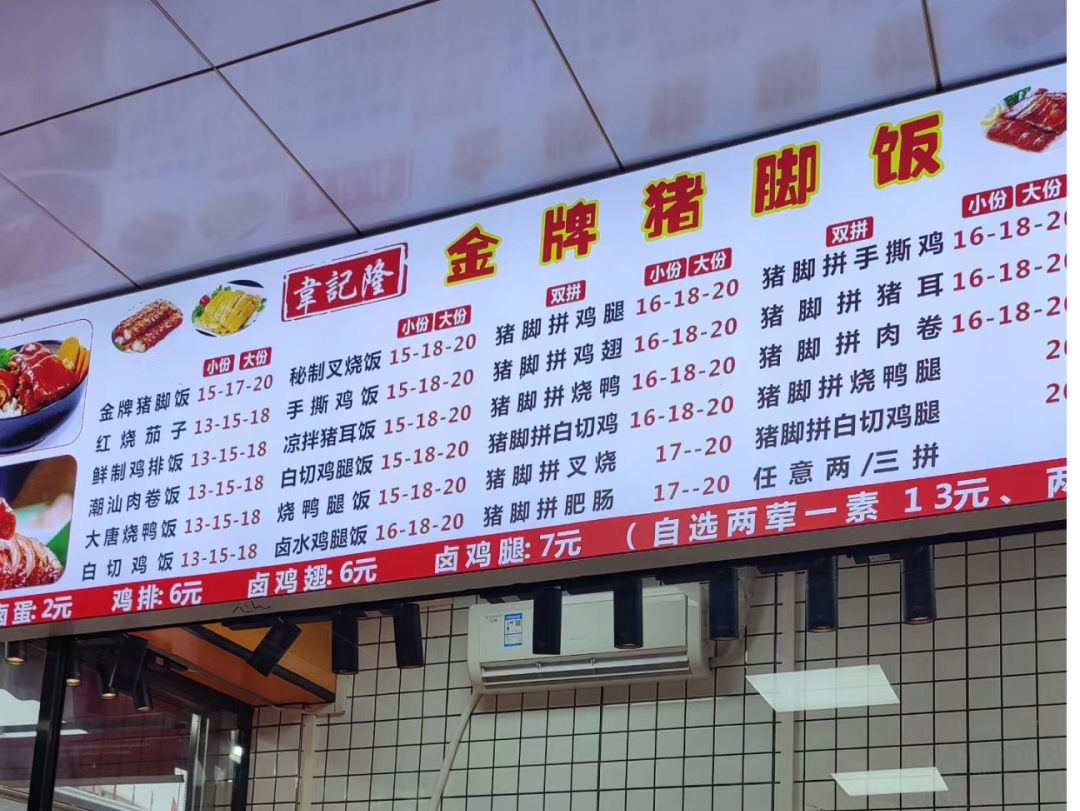 韋記隆
金牌猪脚饭
小份 大份
金牌猪脚饭 15-17-20
红烧茄子 13-15-18
鲜制鸡排饭 13-15-18
潮汕肉卷饭 13-15-18
大唐烧鸭饭 13-15-18
白切鸡饭 13-15-18
小份 大份
秘制叉烧饭 15-18-20
手撕鸡饭 15-18-20
凉拌猪耳饭 15-18-20
白切鸡腿饭 15-18-20
烧鸭腿饭 15-18-20
卤水鸡腿饭 16-18-20
双拼 小份 大份
猪脚拼鸡腿 16-18-20
猪脚拼鸡翅 16-18-20
猪脚拼烧鸭 16-18-20
猪脚拼白切鸡 16-18-20
猪脚拼叉烧 17--20
猪脚拼肥肠 17--20
双拼 小份 大份
猪脚拼手撕鸡 16-18-20
猪脚拼猪耳 16-18-20
猪脚拼肉卷 16-18-20
猪脚拼烧鸭腿 20
猪脚拼白切鸡腿 20
任意两/三拼
卤蛋:2元 鸡排:6元 卤鸡翅:6元 卤鸡腿:7元 (自选两荤一素 13元、两